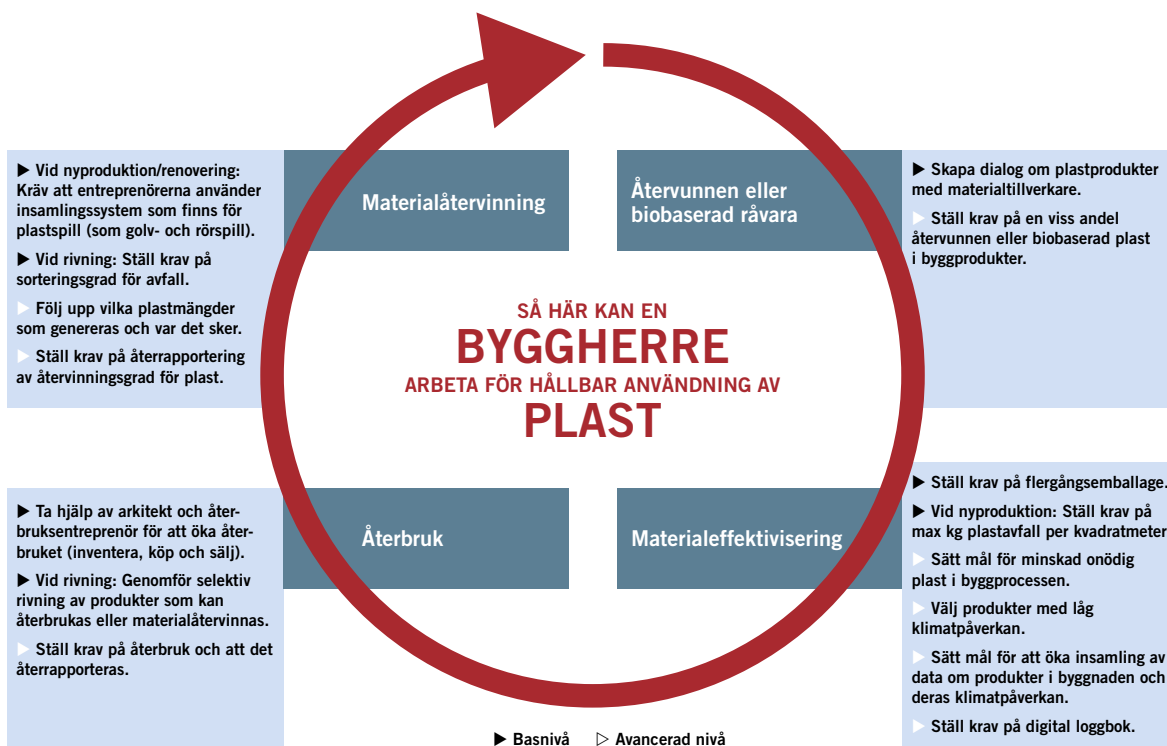 ▶ Vid nyproduktion/renovering:
Kräv att entreprenörerna använder
insamlingssystem som finns för
plastspill (som golv- och rörspill).
▶ Vid rivning: Ställ krav på
sorteringsgrad för avfall.
▷ Följ upp vilka plastmängder
som genereras och var det sker.
▷ Ställ krav på återrapportering
av återvinningsgrad för plast.
Materialåtervinning
Återvunnen eller
biobaserad råvara
▶ Skapa dialog om plastprodukter
med materialtillverkare.
▷ Ställ krav på en viss andel
återvunnen eller biobaserad plast
i byggprodukter.
SÅ HÄR KAN EN
BYGGHERRE
ARBETA FÖR HÅLLBAR ANVÄNDNING AV
PLAST
▶ Ta hjälp av arkitekt och åter-
bruksentreprenör för att öka åter-
bruket (inventera, köp och sälj).
▶ Vid rivning: Genomför selektiv
rivning av produkter som kan
återbrukas eller materialåtervinnas.
▷ Ställ krav på återbruk och att det
återrapporteras.
Återbruk
Materialeffektivisering
▶ Ställ krav på flergångsemballage.
▶ Vid nyproduktion: Ställ krav på
max kg plastavfall per kvadratmeter
▷ Sätt mål för minskad onödig
plast i byggprocessen.
▷ Välj produkter med låg
klimatpåverkan.
▷ Sätt mål för att öka insamling av
data om produkter i byggnaden och
deras klimatpåverkan.
▷ Ställ krav på digital loggbok.
▶ Basnivå ▷ Avancerad nivå